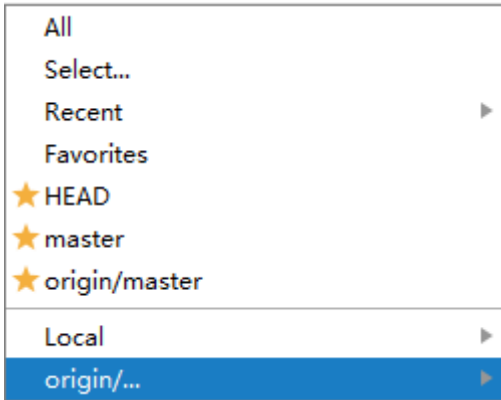 All
Select...
Recent
Favorites
HEAD
master
origin/master
Local
origin/...